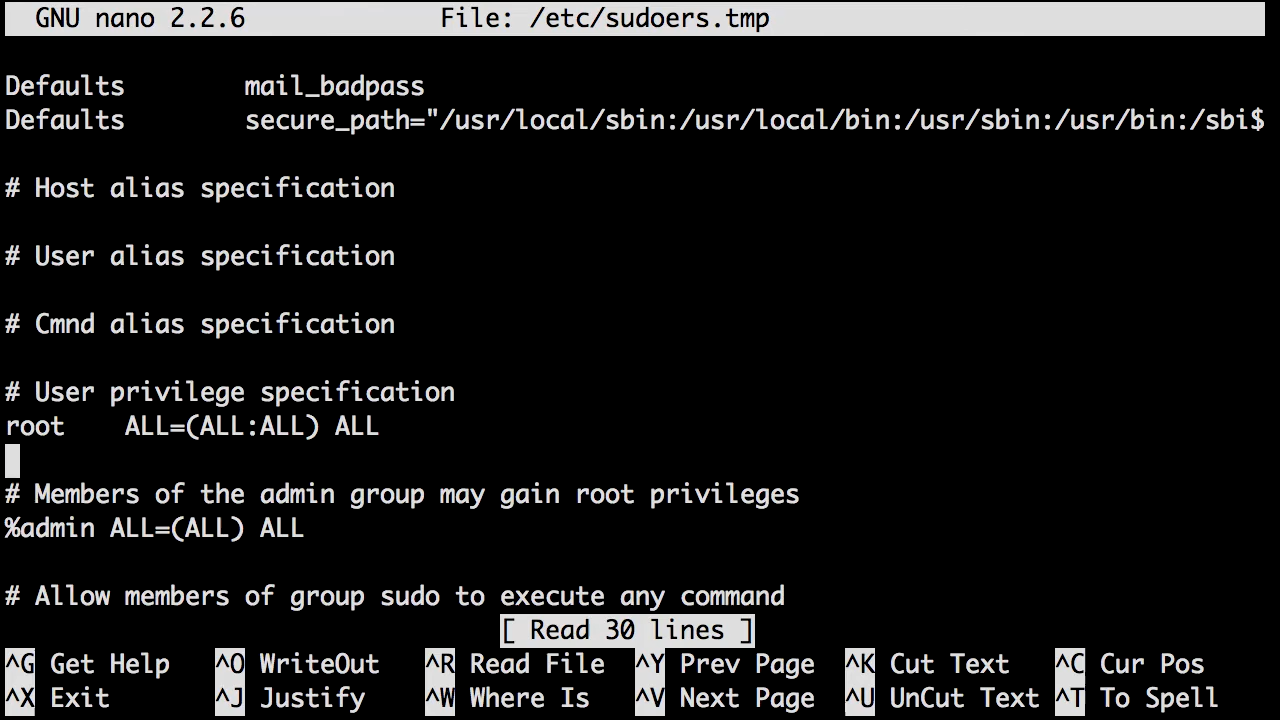 GNU nano 2.2.6 File: /etc/sudoers.tmp
Defaults mail_badpass
Defaults secure_path="/usr/local/sbin:/usr/local/bin:/usr/sbin:/usr/bin:/sbi$
# Host alias specification
# User alias specification
# Cmnd alias specification
# User privilege specification
root ALL=(ALL:ALL) ALL
# Members of the admin group may gain root privileges
%admin ALL=(ALL) ALL
# Allow members of group sudo to execute any command
[ Read 30 lines ]
^G Get Help ^O WriteOut ^R Read File ^Y Prev Page ^K Cut Text ^C Cur Pos
^X Exit ^J Justify ^W Where Is ^V Next Page ^U UnCut Text ^T To Spell